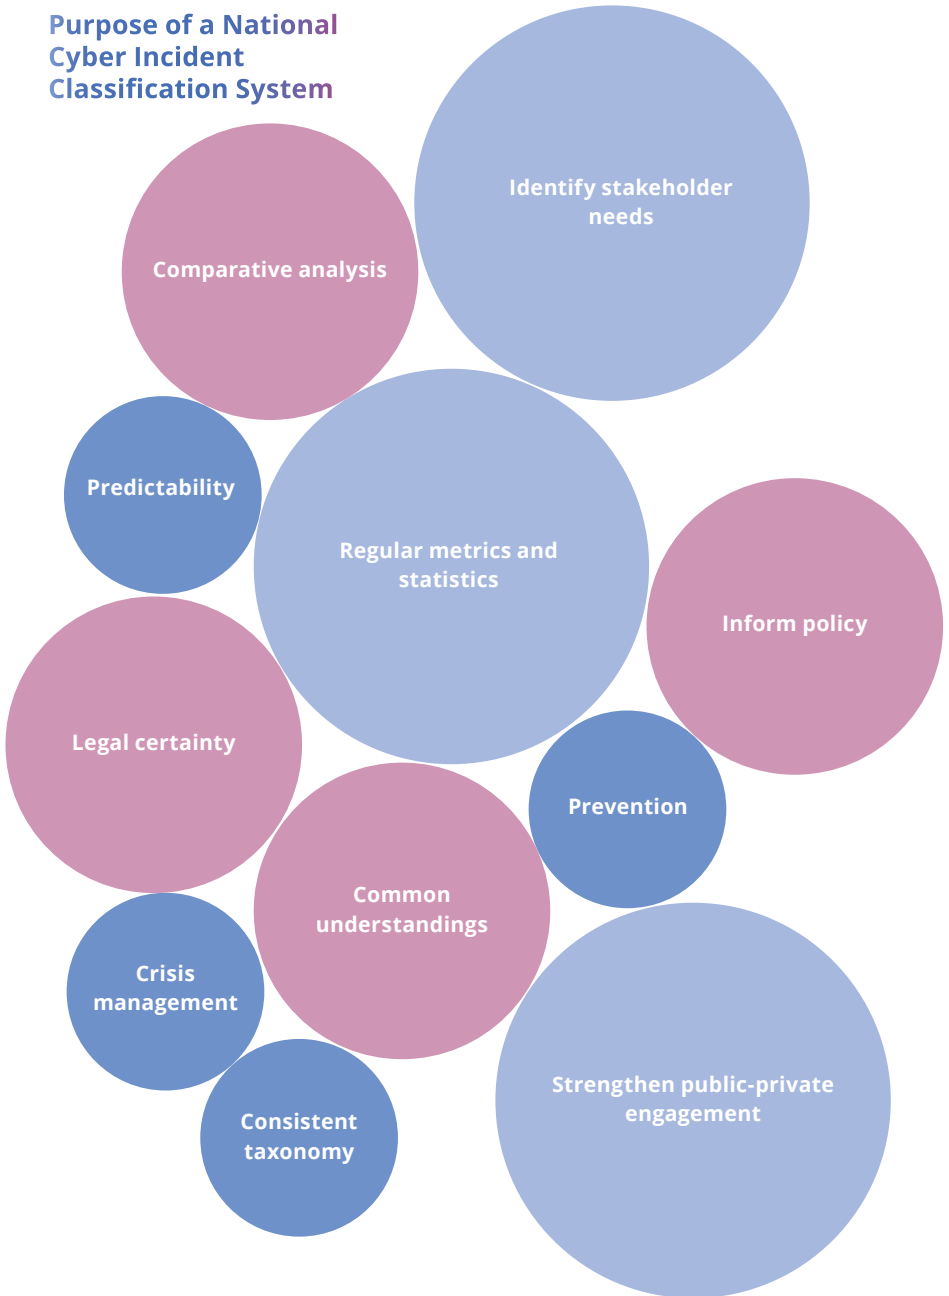 Purpose of a National
Cyber Incident
Classification System
Identify stakeholder
needs
Comparative analysis
Predictability
Regular metrics and
statistics
Inform policy
Legal certainty
Prevention
Common
understandings
Crisis
management
Strengthen public-private
engagement
Consistent
taxonomy